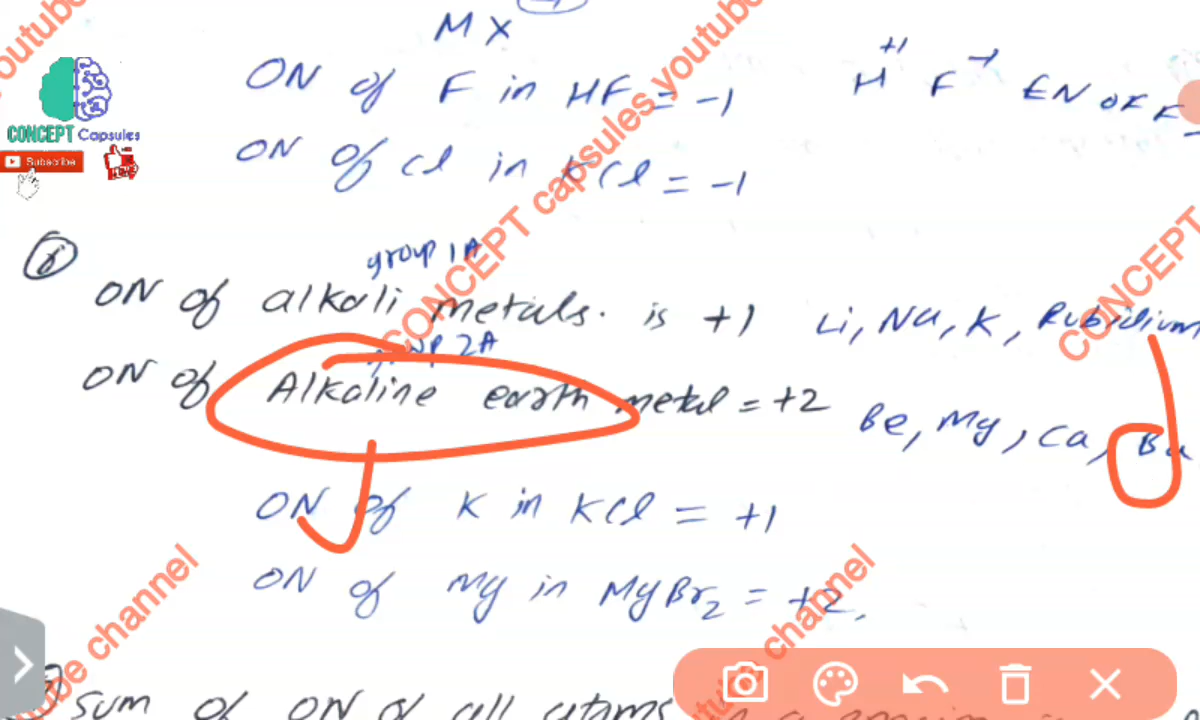 MX
ON of F in HF = -1
H +1 F -1 EN OF F
ON of Cl in KCl = -1
CONCEPT Capsules
Subscribe
group 1A
ON of alkali metals. is +1 Li, Na, K, Rubidium
group 2A
ON of Alkaline earth metal = +2 Be, Mg, Ca, Ba
ON of K in KCl = +1
ON of Mg in MgBr2 = +2.
sum of ON of all atoms in a
CONCEPT capsules youtube channel
CONCEPT
youtube channel